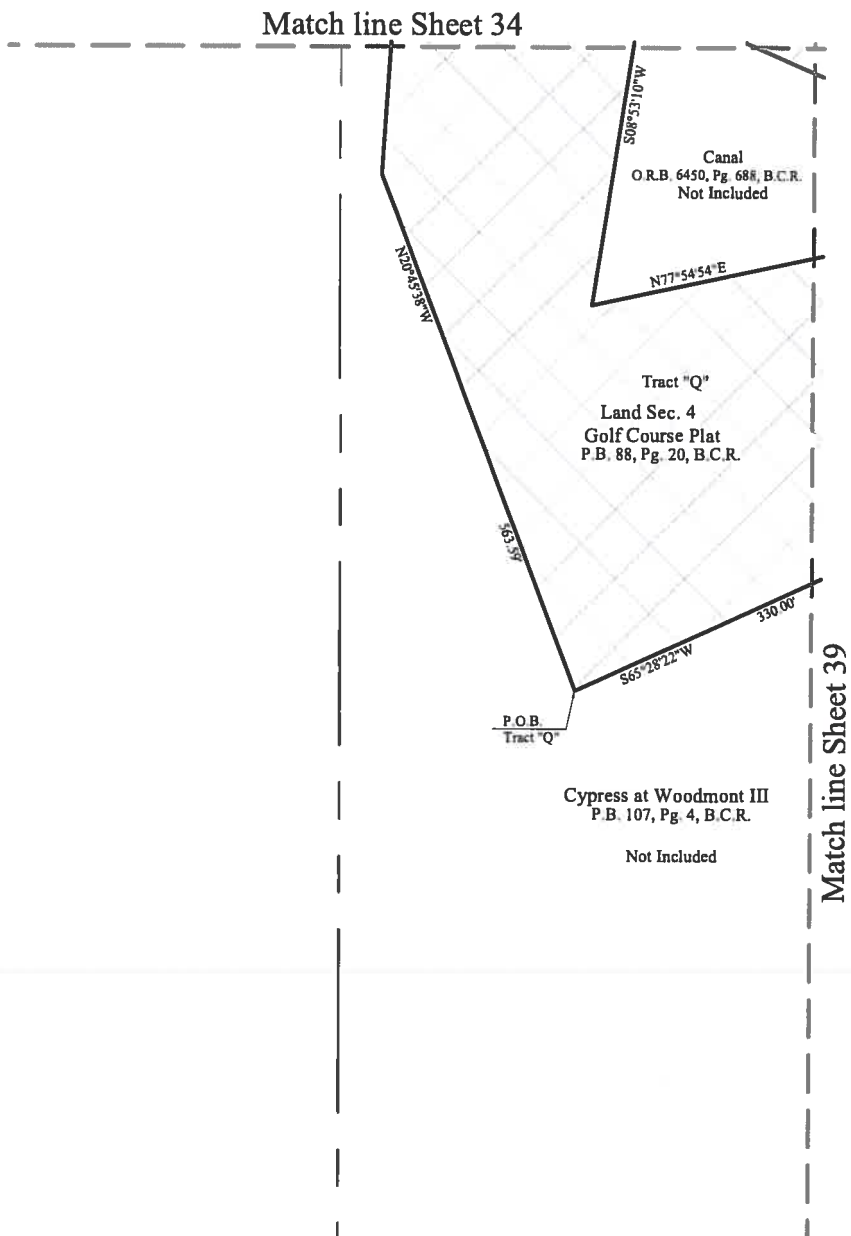 Match line Sheet 34
S08°53'10"W
Canal
O.R.B. 6450, Pg. 688, B.C.R.
Not Included
N20°45'38"W
N77°54'54"E
Tract "Q"
Land Sec. 4
Golf Course Plat
P.B. 88, Pg. 20, B.C.R.
563.59'
330.00'
S65°28'22"W
P.O.B.
Tract "Q"
Match line Sheet 39
Cypress at Woodmont III
P.B. 107, Pg. 4, B.C.R.
Not Included